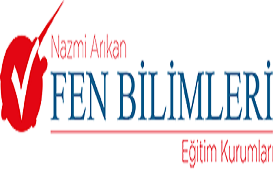 Nazmi Arıkan
FEN BİLİMLERİ
Eğitim Kurumları